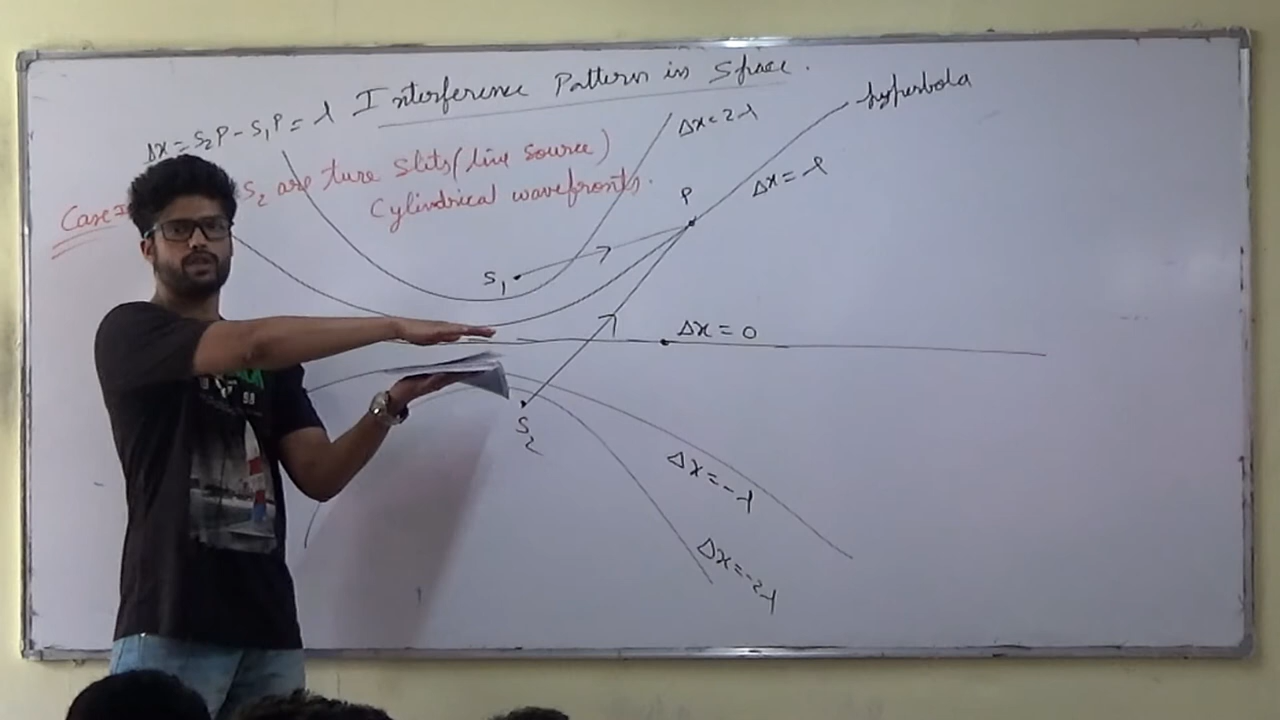 Interference Pattern in Space.
Δx = S₂P - S₁P = λ
Case I S₂ are ture slits (line source)
Cylindrical wavefronts.
hyperbola
Δx = 2λ
Δx = λ
P
S₁
Δx = 0
S₂
Δx = -λ
Δx = -2λ